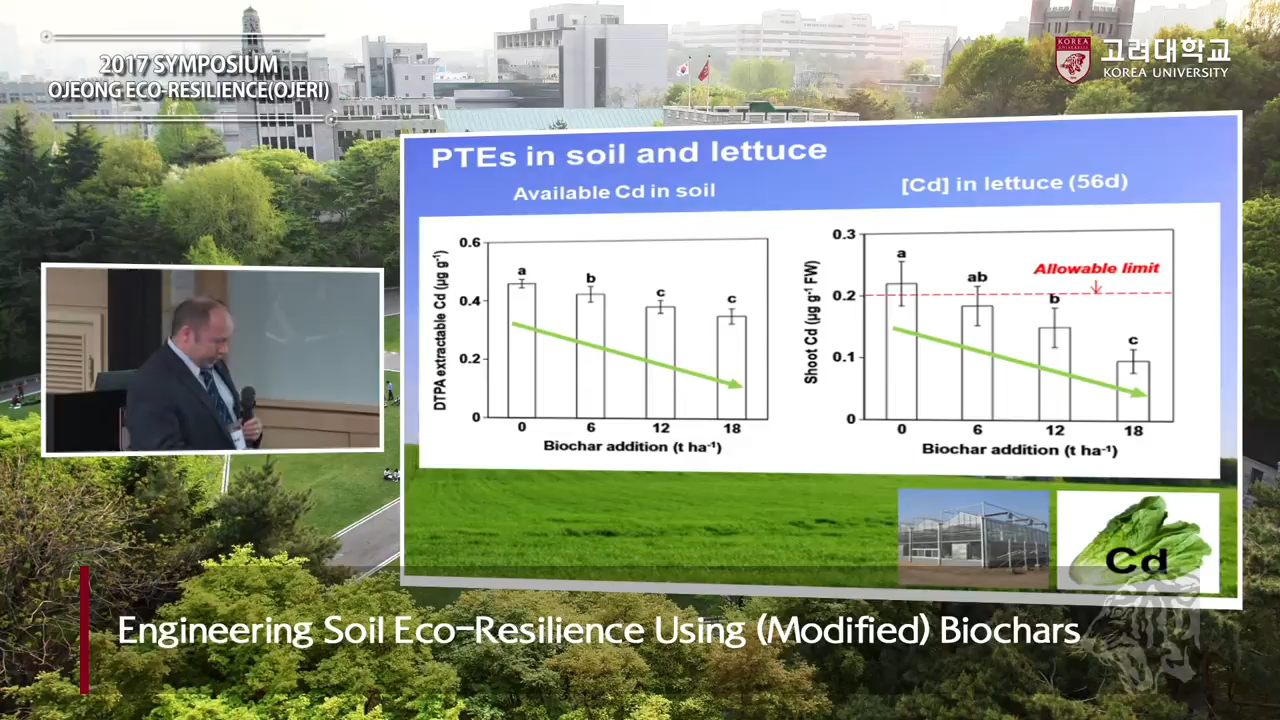 2017 SYMPOSIUM
OJEONG ECO-RESILIENCE(OJERI)
KOREA
고려대학교
KOREA UNIVERSITY
PTEs in soil and lettuce
Available Cd in soil
[Cd] in lettuce (56d)
DTPA extractable Cd (µg g⁻¹)
0.6
0.4
0.2
0
a
b
c
c
0 6 12 18
Biochar addition (t ha⁻¹)
Shoot Cd (µg g⁻¹ FW)
0.3
0.2
0.1
0
a
ab
b
c
Allowable limit
0 6 12 18
Biochar addition (t ha⁻¹)
Cd
Engineering Soil Eco-Resilience Using (Modified) Biochars